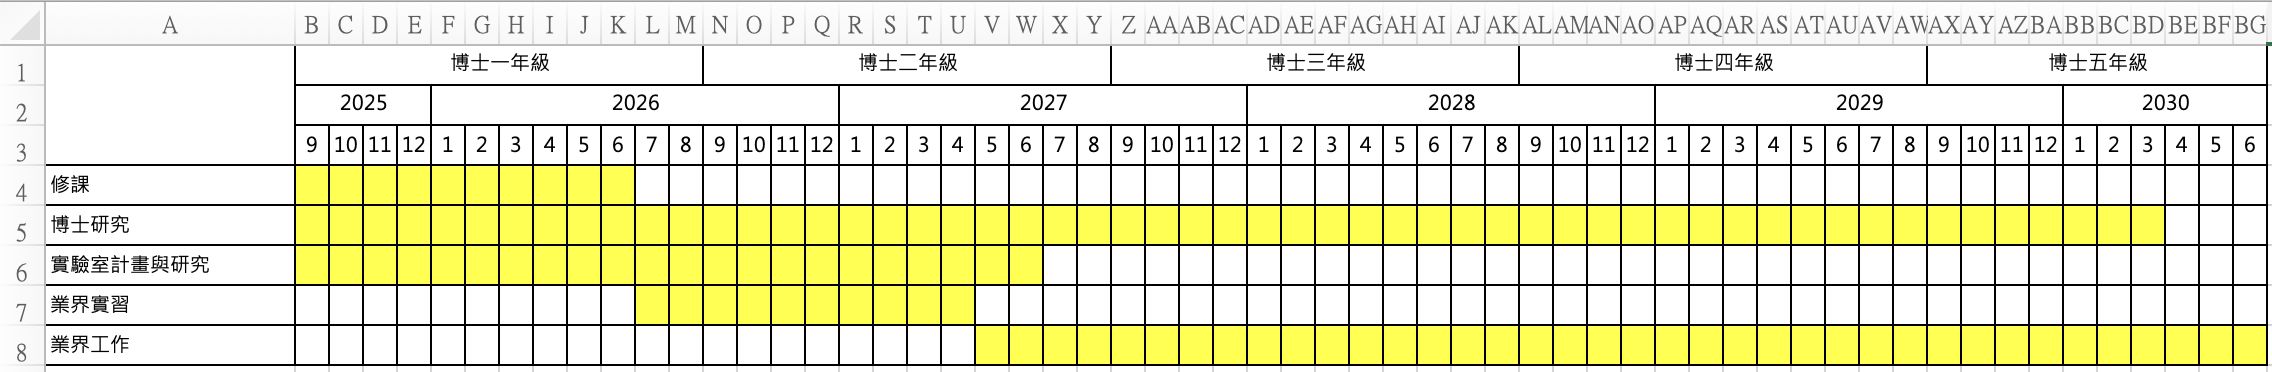 A B C D E F G H I J K L M N O P Q R S T U V W X Y Z AA AB AC AD AE AF AG AH AI AJ AK AL AM AN AO AP AQ AR AS AT AU AV AW AX AY AZ BA BB BC BD BE BF BG
1 博士一年級 博士二年級 博士三年級 博士四年級 博士五年級
2 2025 2026 2027 2028 2029 2030
3 9 10 11 12 1 2 3 4 5 6 7 8 9 10 11 12 1 2 3 4 5 6 7 8 9 10 11 12 1 2 3 4 5 6 7 8 9 10 11 12 1 2 3 4 5 6 7 8 9 10 11 12 1 2 3 4 5 6
4 修課
5 博士研究
6 實驗室計畫與研究
7 業界實習
8 業界工作